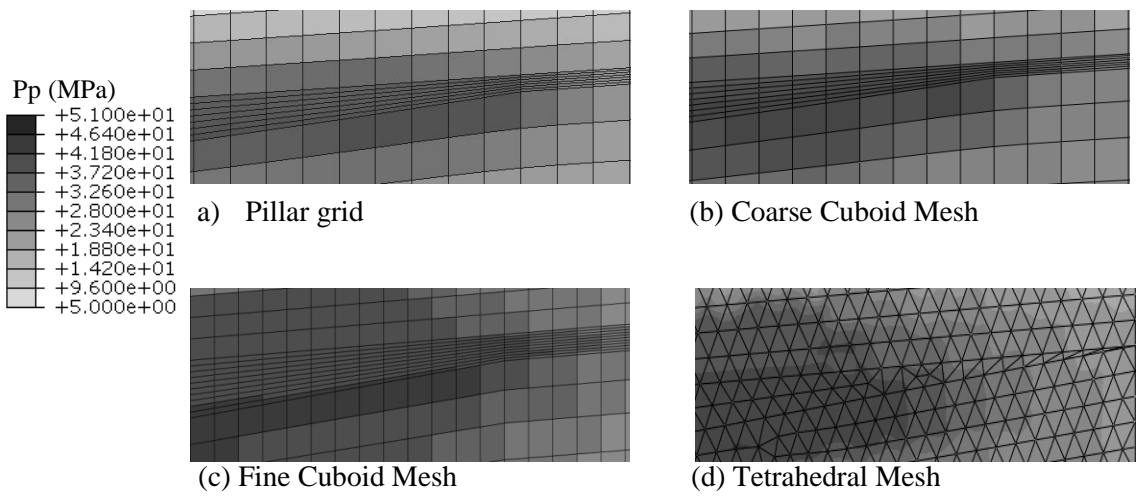 Pp (MPa)
+5.100e+01
+4.640e+01
+4.180e+01
+3.720e+01
+3.260e+01
+2.800e+01
+2.340e+01
+1.880e+01
+1.420e+01
+9.600e+00
+5.000e+00
a) Pillar grid
(b) Coarse Cuboid Mesh
(c) Fine Cuboid Mesh
(d) Tetrahedral Mesh